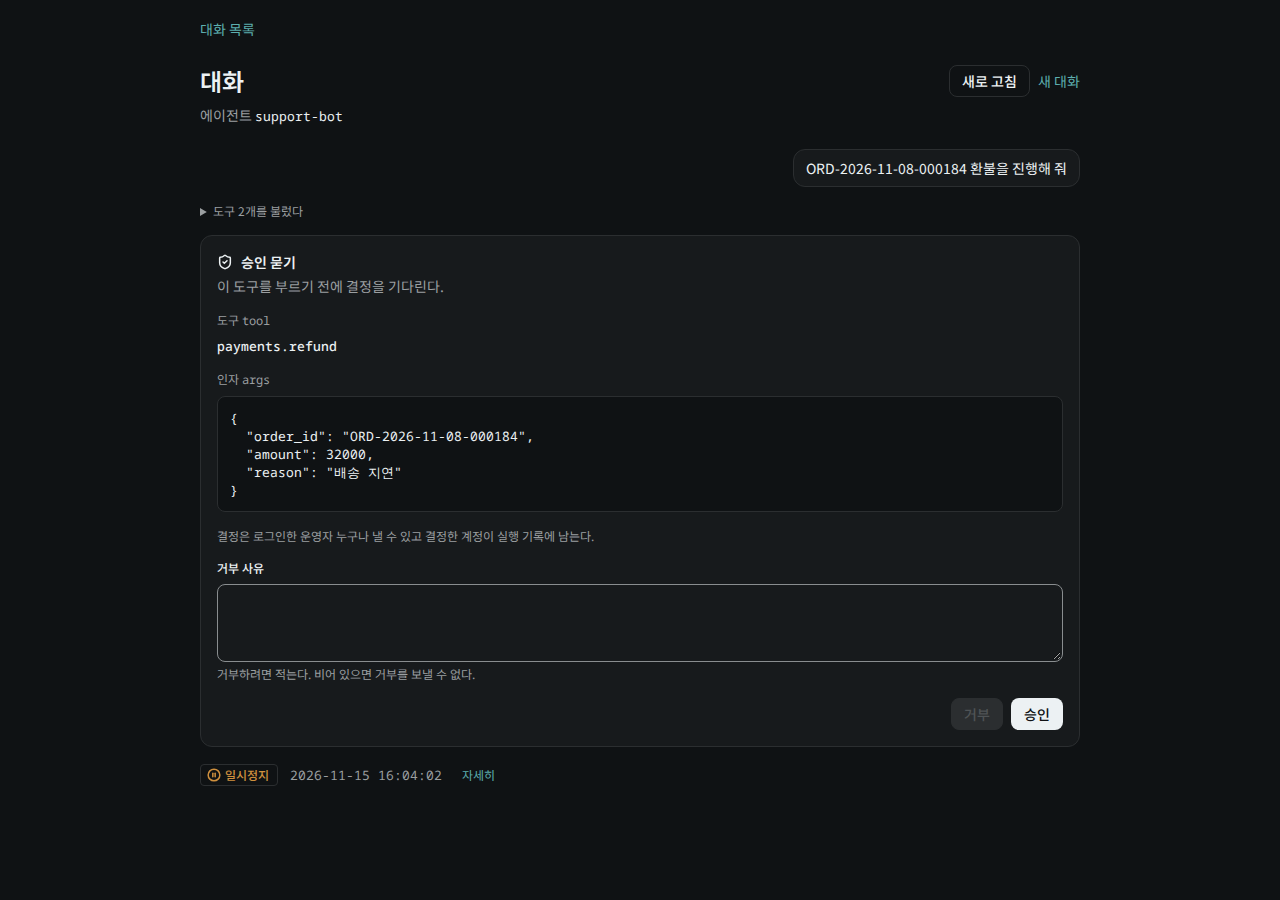 대화 목록
대화
새로 고침 새 대화
에이전트 support-bot
ORD-2026-11-08-000184 환불을 진행해 줘
도구 2개를 불렀다
승인 묻기
이 도구를 부르기 전에 결정을 기다린다.
도구 tool
payments.refund
인자 args
{
  "order_id": "ORD-2026-11-08-000184",
  "amount": 32000,
  "reason": "배송 지연"
}
결정은 로그인한 운영자 누구나 낼 수 있고 결정한 계정이 실행 기록에 남는다.
거부 사유
거부하려면 적는다. 비어 있으면 거부를 보낼 수 없다.
거부 승인
일시정지 2026-11-15 16:04:02 자세히